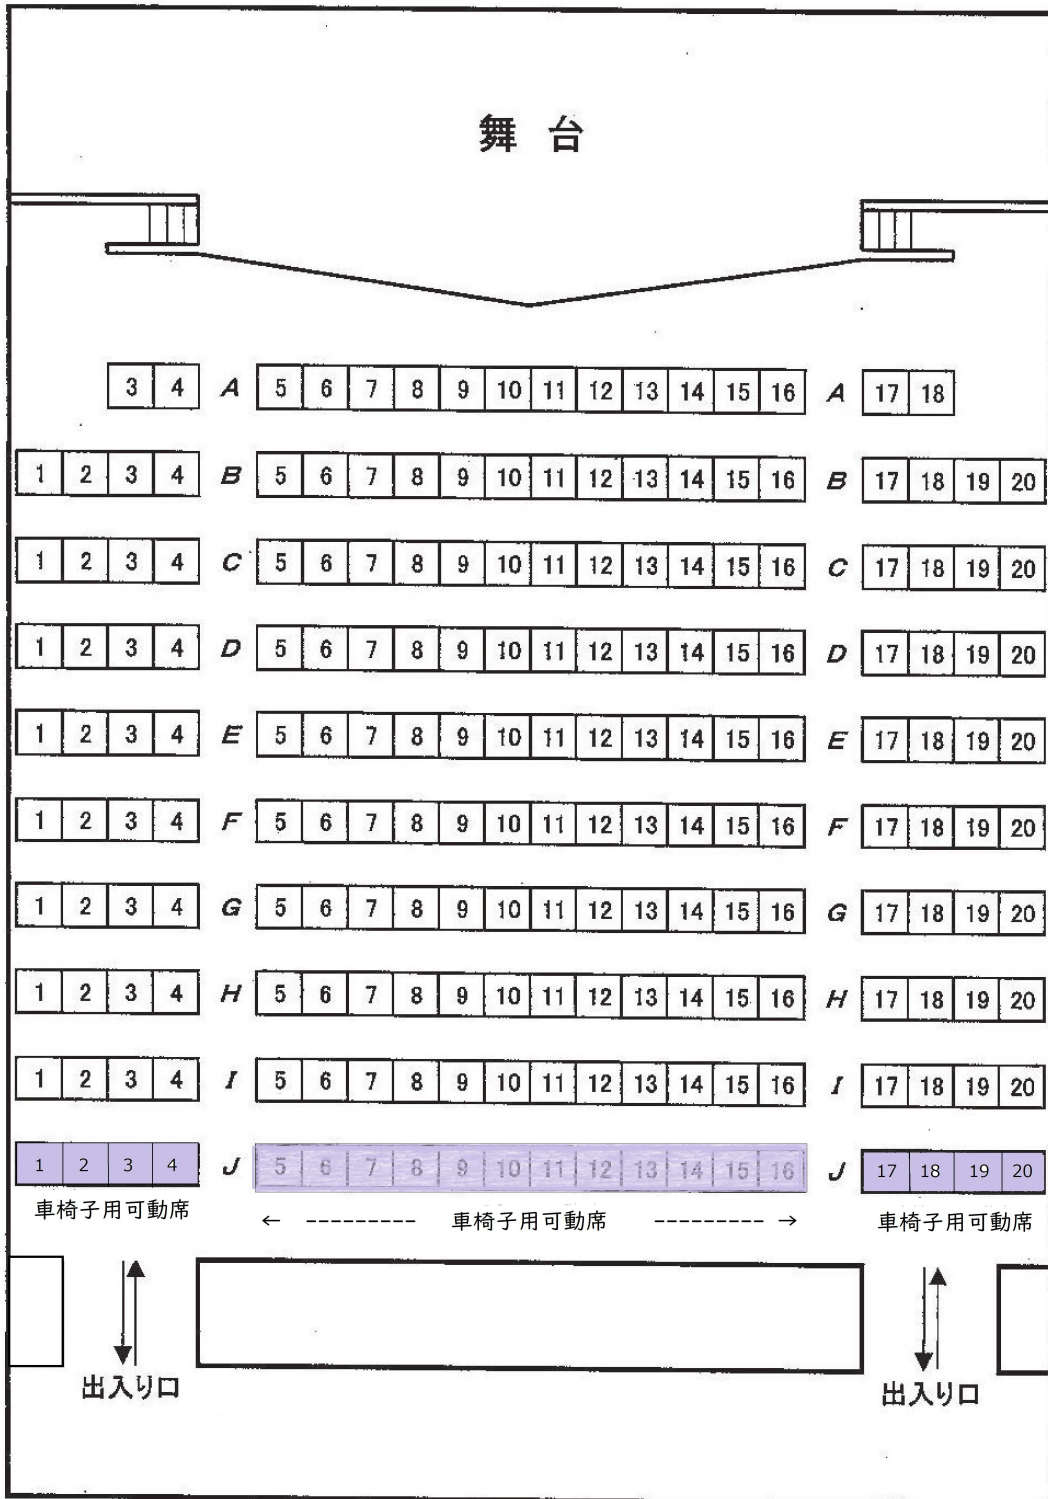 舞 台
3 4 A 5 6 7 8 9 10 11 12 13 14 15 16 A 17 18
1 2 3 4 B 5 6 7 8 9 10 11 12 13 14 15 16 B 17 18 19 20
1 2 3 4 C 5 6 7 8 9 10 11 12 13 14 15 16 C 17 18 19 20
1 2 3 4 D 5 6 7 8 9 10 11 12 13 14 15 16 D 17 18 19 20
1 2 3 4 E 5 6 7 8 9 10 11 12 13 14 15 16 E 17 18 19 20
1 2 3 4 F 5 6 7 8 9 10 11 12 13 14 15 16 F 17 18 19 20
1 2 3 4 G 5 6 7 8 9 10 11 12 13 14 15 16 G 17 18 19 20
1 2 3 4 H 5 6 7 8 9 10 11 12 13 14 15 16 H 17 18 19 20
1 2 3 4 I 5 6 7 8 9 10 11 12 13 14 15 16 I 17 18 19 20
1 2 3 4 J 5 6 7 8 9 10 11 12 13 14 15 16 J 17 18 19 20
車椅子用可動席 ← --------- 車椅子用可動席 --------- → 車椅子用可動席
出入り口 出入り口